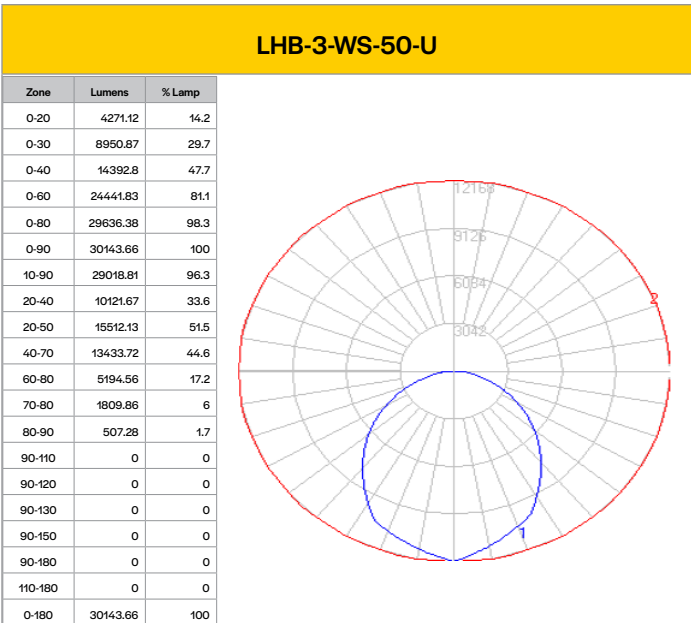 LHB-3-WS-50-U
Zone Lumens % Lamp
0-20 4271.12 14.2
0-30 8950.87 29.7
0-40 14392.8 47.7
0-60 24441.83 81.1
0-80 29636.38 98.3
0-90 30143.66 100
10-90 29018.81 96.3
20-40 10121.67 33.6
20-50 15512.13 51.5
40-70 13433.72 44.6
60-80 5194.56 17.2
70-80 1809.86 6
80-90 507.28 1.7
90-110 0 0
90-120 0 0
90-130 0 0
90-150 0 0
90-180 0 0
110-180 0 0
0-180 30143.66 100
12168
9126
6084
3042
2
1